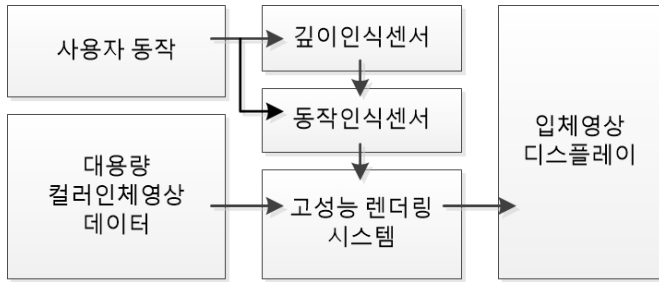 사용자 동작
깊이인식센서
동작인식센서
대용량
컬러인체영상
데이터
고성능 렌더링
시스템
입체영상
디스플레이